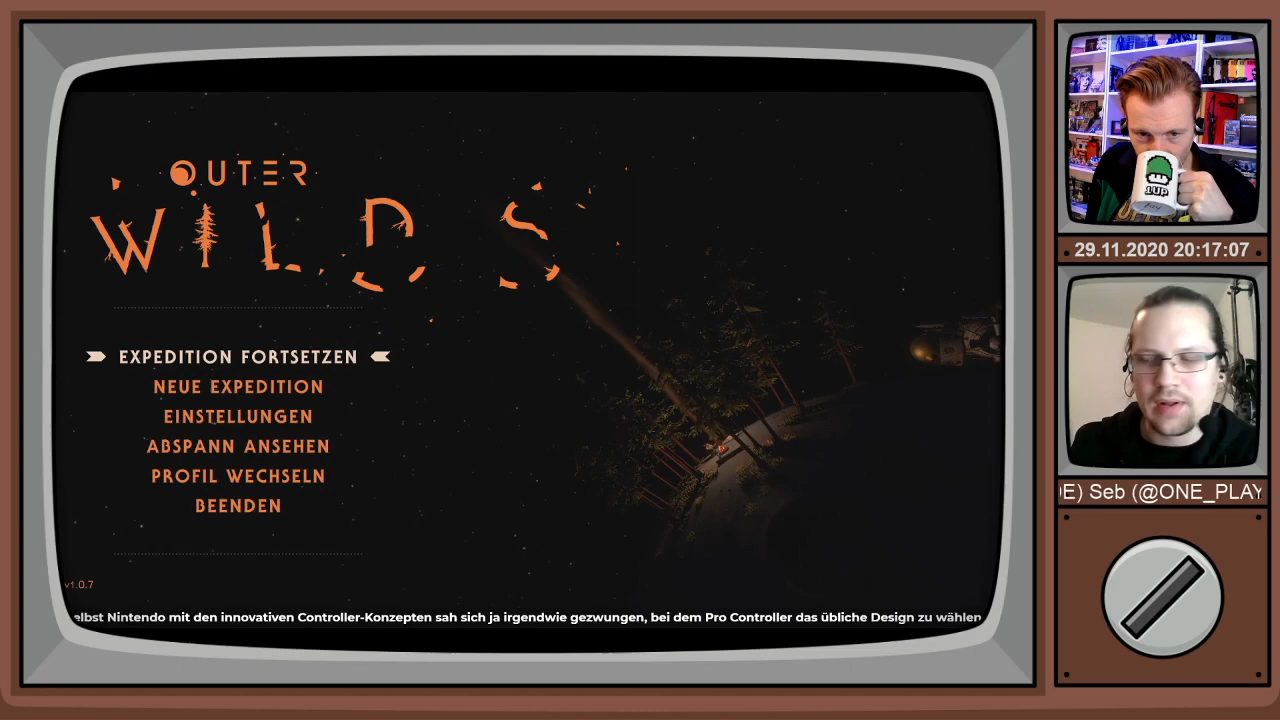 OUTER
WILDS
EXPEDITION FORTSETZEN
NEUE EXPEDITION
EINSTELLUNGEN
ABSPANN ANSEHEN
PROFIL WECHSELN
BEENDEN
v1.0.7
elbst Nintendo mit den innovativen Controller-Konzepten sah sich ja irgendwie gezwungen, bei dem Pro Controller das übliche Design zu wählen
1UP
29.11.2020 20:17:07
DE) Seb (@ONE_PLAY